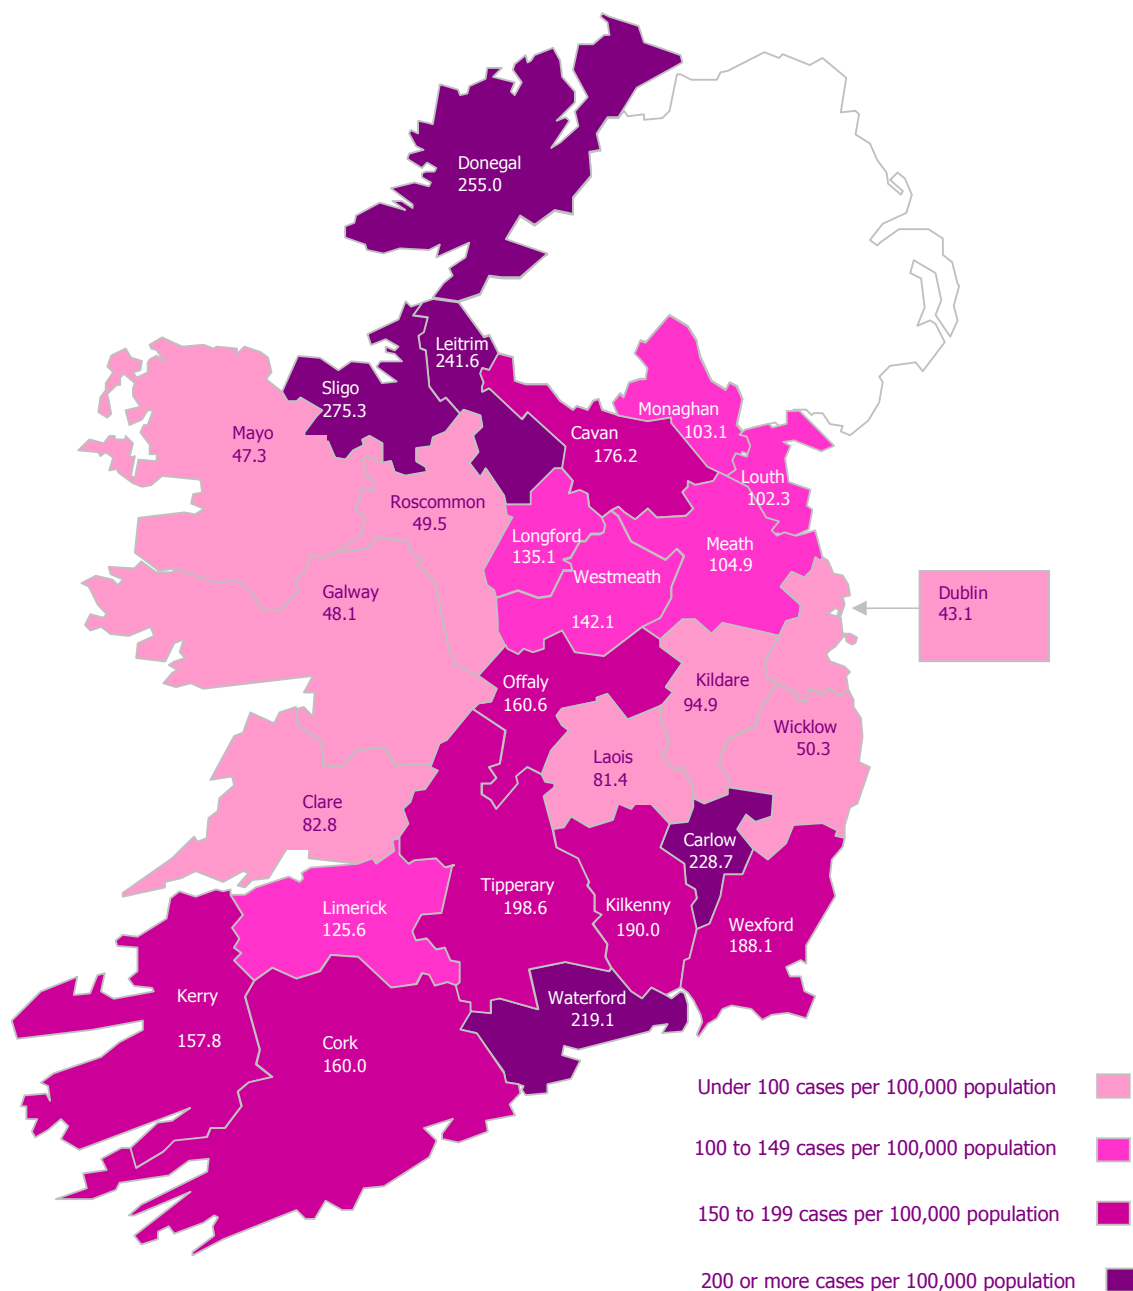 Donegal
255.0
Leitrim
241.6
Sligo
275.3
Monaghan
103.1
Mayo
47.3
Cavan
176.2
Louth
102.3
Roscommon
49.5
Longford
135.1
Meath
104.9
Westmeath
142.1
Galway
48.1
Dublin
43.1
Offaly
160.6
Kildare
94.9
Wicklow
50.3
Laois
81.4
Clare
82.8
Carlow
228.7
Tipperary
198.6
Kilkenny
190.0
Limerick
125.6
Wexford
188.1
Kerry
157.8
Waterford
219.1
Cork
160.0
Under 100 cases per 100,000 population
100 to 149 cases per 100,000 population
150 to 199 cases per 100,000 population
200 or more cases per 100,000 population